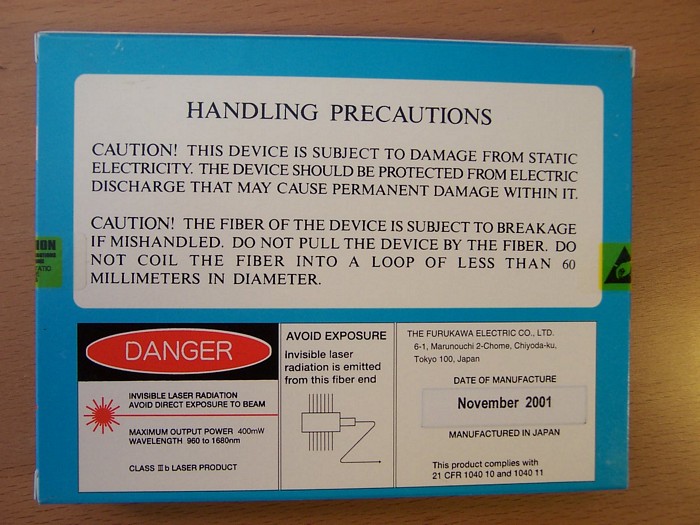 HANDLING PRECAUTIONS
CAUTION! THIS DEVICE IS SUBJECT TO DAMAGE FROM STATIC
ELECTRICITY. THE DEVICE SHOULD BE PROTECTED FROM ELECTRIC
DISCHARGE THAT MAY CAUSE PERMANENT DAMAGE WITHIN IT.
CAUTION! THE FIBER OF THE DEVICE IS SUBJECT TO BREAKAGE
IF MISHANDLED. DO NOT PULL THE DEVICE BY THE FIBER. DO
NOT COIL THE FIBER INTO A LOOP OF LESS THAN 60
MILLIMETERS IN DIAMETER.
DANGER
INVISIBLE LASER RADIATION
AVOID DIRECT EXPOSURE TO BEAM
MAXIMUM OUTPUT POWER 400mW
WAVELENGTH 960 to 1680nm
CLASS IIIb LASER PRODUCT
AVOID EXPOSURE
Invisible laser
radiation is emitted
from this fiber end
THE FURUKAWA ELECTRIC CO., LTD.
6-1, Marunouchi 2-Chome, Chiyoda-ku,
Tokyo 100, Japan
DATE OF MANUFACTURE
November 2001
MANUFACTURED IN JAPAN
This product complies with
21 CFR 1040 10 and 1040 11